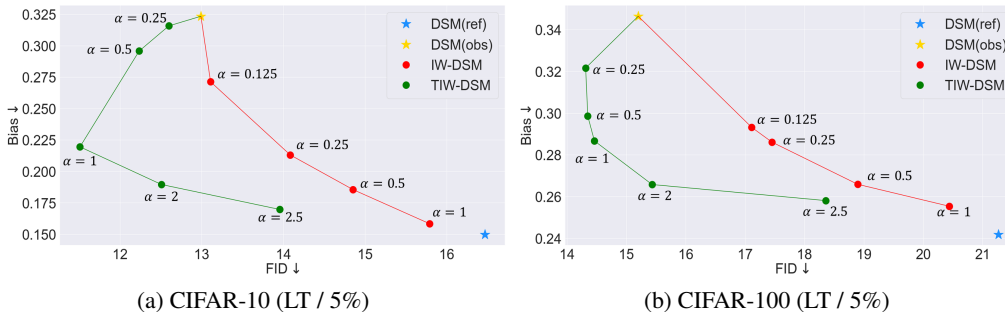 0.325
0.300
0.275
0.250
0.225
0.200
0.175
0.150
Bias ↓
α = 0.25
α = 0.5
α = 1
α = 2
α = 2.5
α = 0.125
α = 0.25
α = 0.5
α = 1
DSM(ref)
DSM(obs)
IW-DSM
TIW-DSM
12 13 14 15 16
FID ↓
(a) CIFAR-10 (LT / 5%)
0.34
0.32
0.30
0.28
0.26
0.24
Bias ↓
α = 0.25
α = 0.5
α = 1
α = 2
α = 2.5
α = 0.125
α = 0.25
α = 0.5
α = 1
DSM(ref)
DSM(obs)
IW-DSM
TIW-DSM
14 15 16 17 18 19 20 21
FID ↓
(b) CIFAR-100 (LT / 5%)